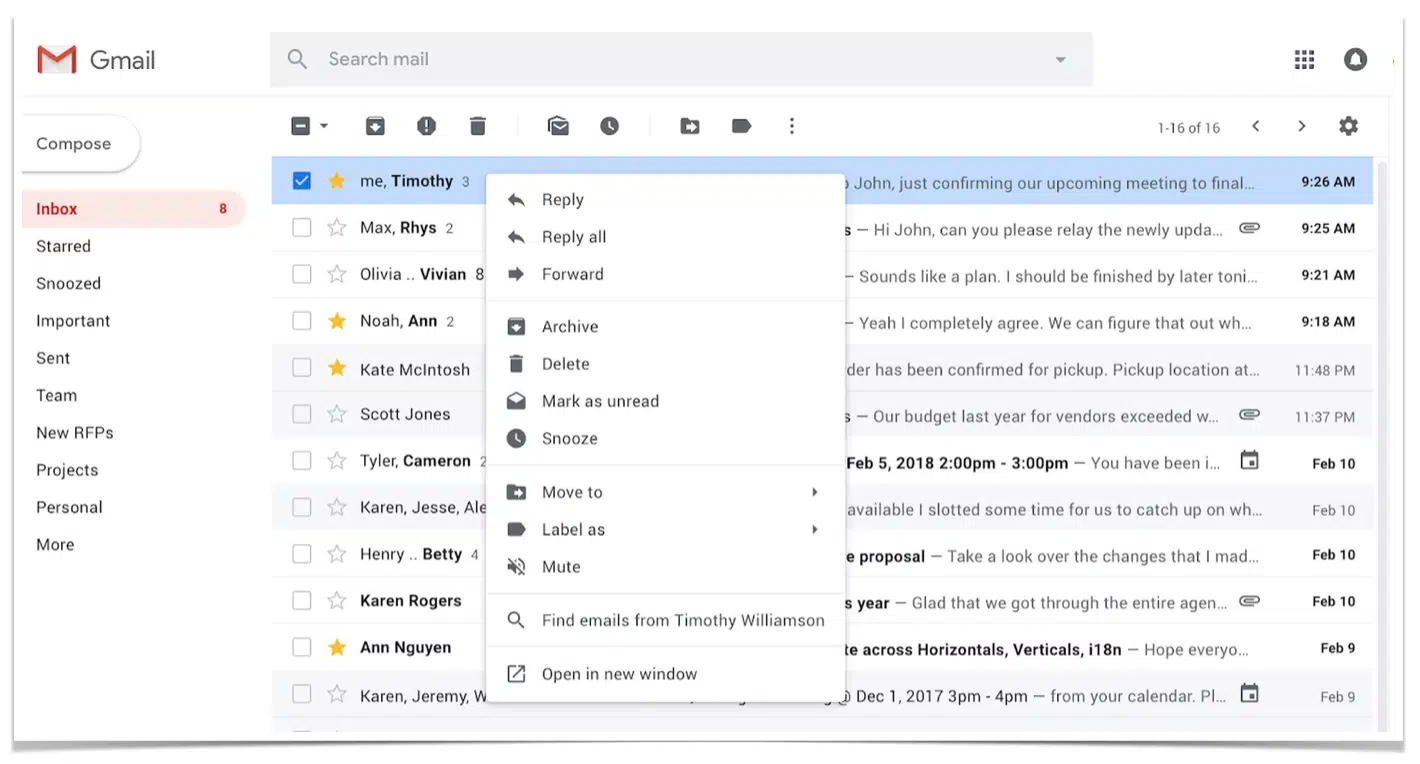 Gmail
Search mail
Compose
1-16 of 16
Inbox 8
Starred
Snoozed
Important
Sent
Team
New RFPs
Projects
Personal
More
me, Timothy 3 John, just confirming our upcoming meeting to final... 9:26 AM
Max, Rhys 2 s — Hi John, can you please relay the newly upda... 9:25 AM
Olivia .. Vivian 8 – Sounds like a plan. I should be finished by later toni... 9:21 AM
Noah, Ann 2 – Yeah I completely agree. We can figure that out wh... 9:18 AM
Kate McIntosh der has been confirmed for pickup. Pickup location at... 11:48 PM
Scott Jones s — Our budget last year for vendors exceeded w... 11:37 PM
Tyler, Cameron 2 Feb 5, 2018 2:00pm - 3:00pm — You have been i... Feb 10
Karen, Jesse, Ale available I slotted some time for us to catch up on wh... Feb 10
Henry .. Betty 4 e proposal — Take a look over the changes that I mad... Feb 10
Karen Rogers s year — Glad that we got through the entire agen... Feb 10
Ann Nguyen te across Horizontals, Verticals, i18n — Hope everyo... Feb 9
Karen, Jeremy, W @ Dec 1, 2017 3pm - 4pm — from your calendar. Pl... Feb 9
Reply
Reply all
Forward
Archive
Delete
Mark as unread
Snooze
Move to
Label as
Mute
Find emails from Timothy Williamson
Open in new window